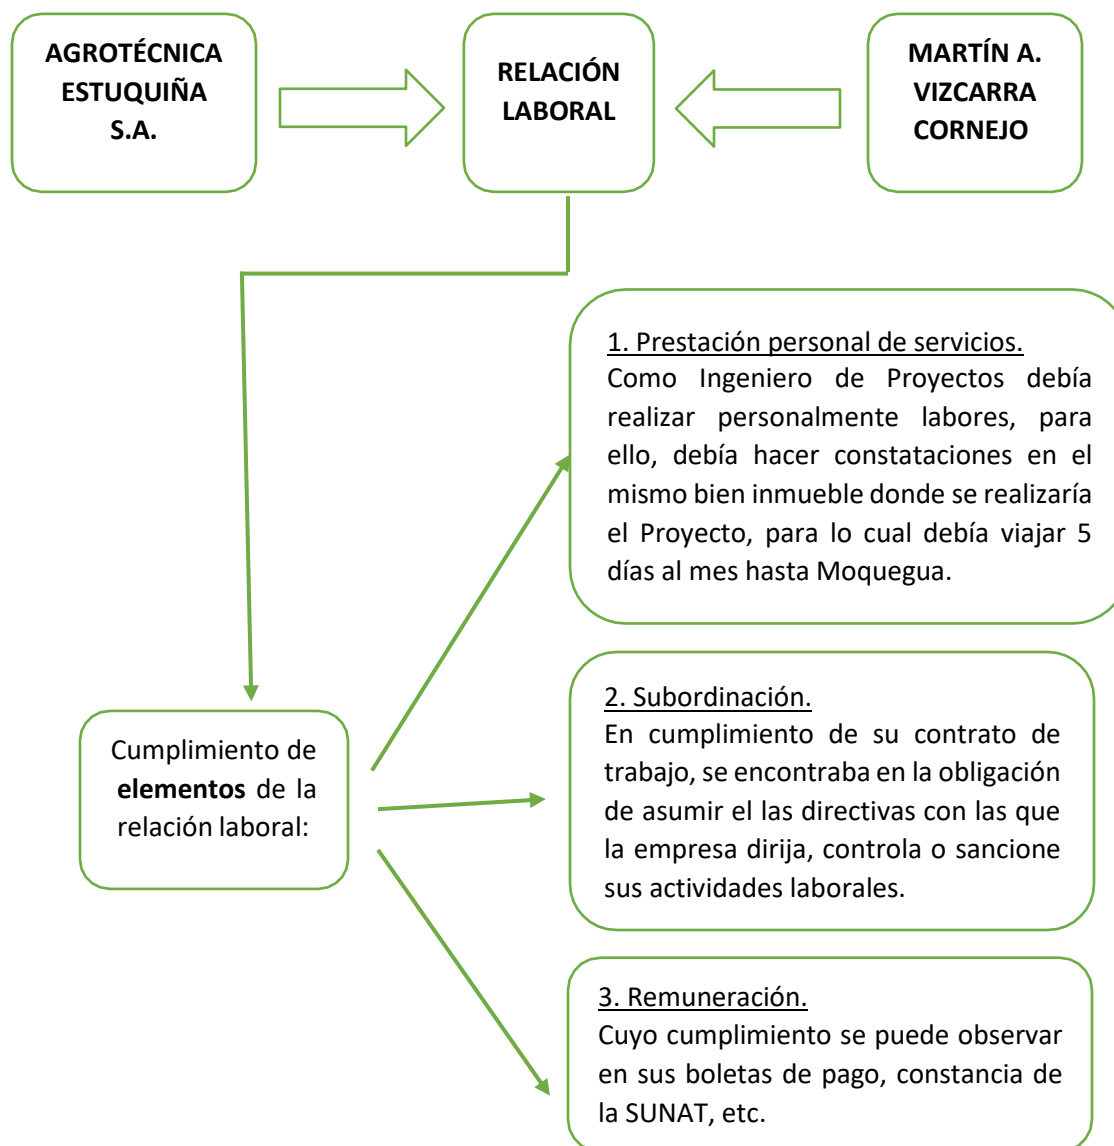 AGROTÉCNICA
ESTUQUIÑA
S.A.
RELACIÓN
LABORAL
MARTÍN A.
VIZCARRA
CORNEJO
1. Prestación personal de servicios.
Como Ingeniero de Proyectos debía
realizar personalmente labores, para
ello, debía hacer constataciones en el
mismo bien inmueble donde se realizaría
el Proyecto, para lo cual debía viajar 5
días al mes hasta Moquegua.
Cumplimiento de
elementos de la
relación laboral:
2. Subordinación.
En cumplimiento de su contrato de
trabajo, se encontraba en la obligación
de asumir el las directivas con las que
la empresa dirija, controla o sancione
sus actividades laborales.
3. Remuneración.
Cuyo cumplimiento se puede observar
en sus boletas de pago, constancia de
la SUNAT, etc.